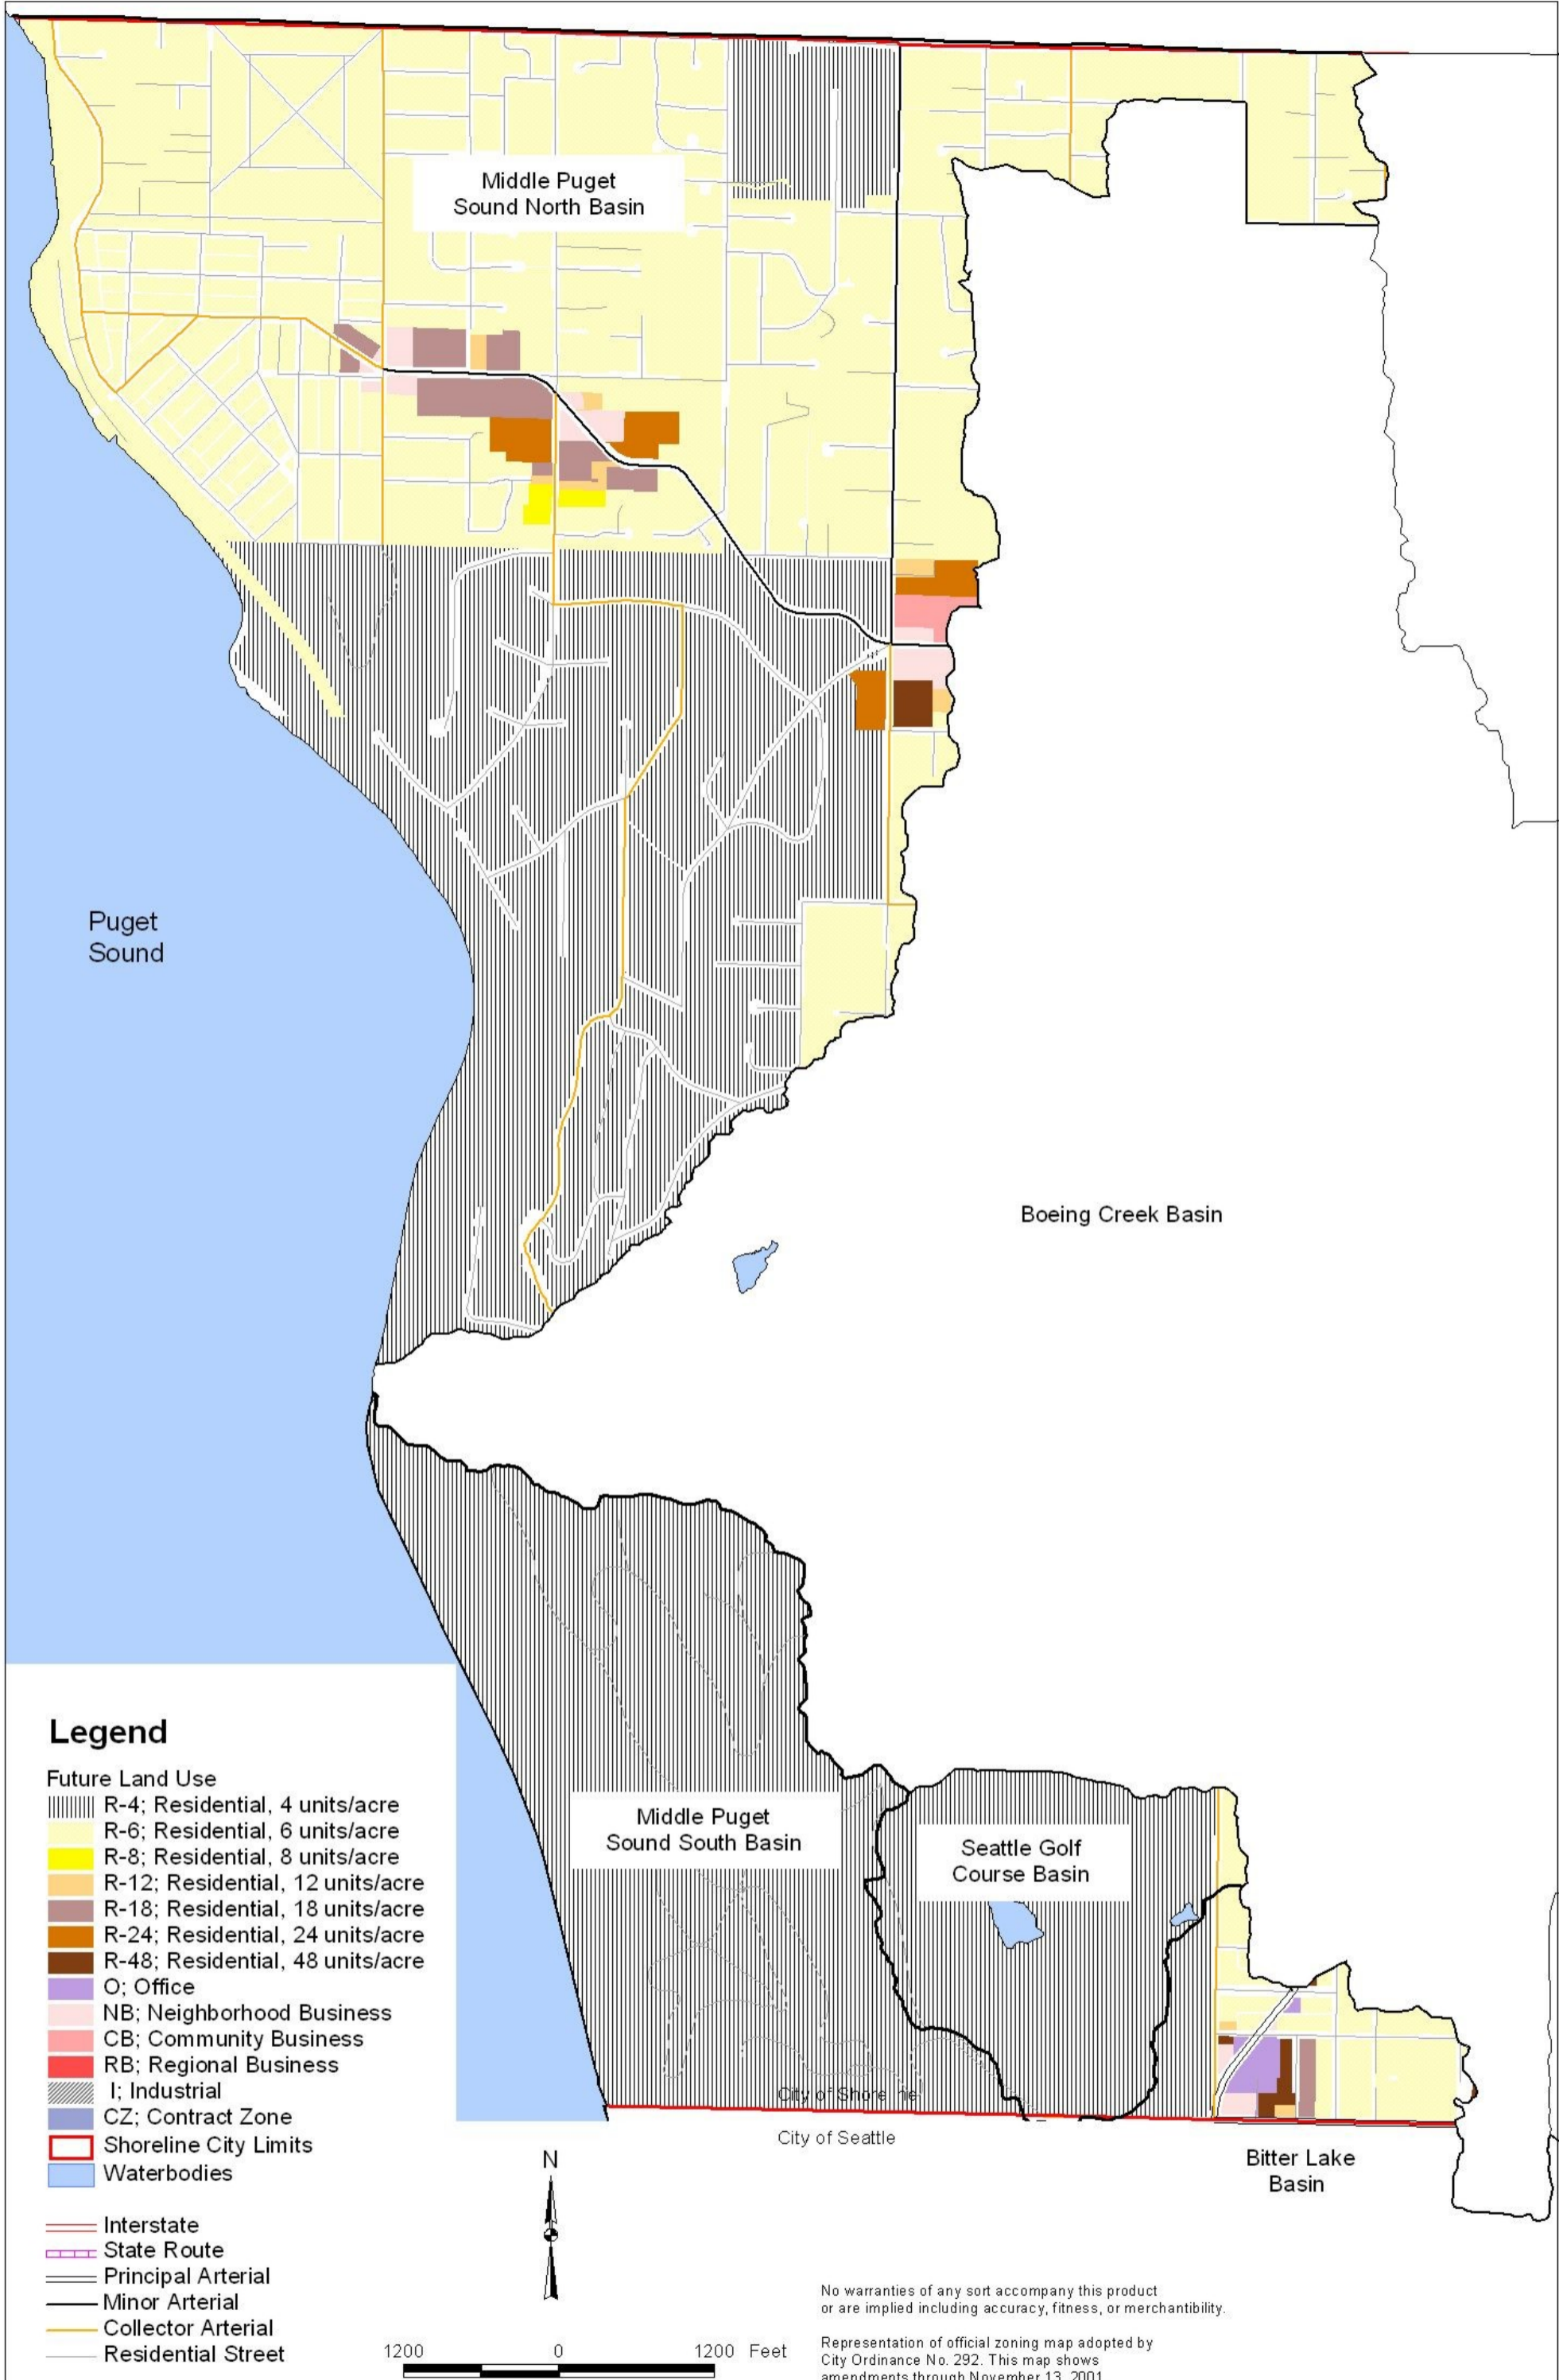 Middle Puget
Sound North Basin
Puget
Sound
Boeing Creek Basin
Middle Puget
Sound South Basin
Seattle Golf
Course Basin
City of Seattle
Bitter Lake
Basin
Legend
Future Land Use
R-4; Residential, 4 units/acre
R-6; Residential, 6 units/acre
R-8; Residential, 8 units/acre
R-12; Residential, 12 units/acre
R-18; Residential, 18 units/acre
R-24; Residential, 24 units/acre
R-48; Residential, 48 units/acre
O; Office
NB; Neighborhood Business
CB; Community Business
RB; Regional Business
I; Industrial
CZ; Contract Zone
Shoreline City Limits
Waterbodies
Interstate
State Route
Principal Arterial
Minor Arterial
Collector Arterial
Residential Street
City of Shoreline
N
1200 0 1200 Feet
No warranties of any sort accompany this product
or are implied including accuracy, fitness, or merchantibility.
Representation of official zoning map adopted by
City Ordinance No. 292. This map shows
amendments through November 13, 2001